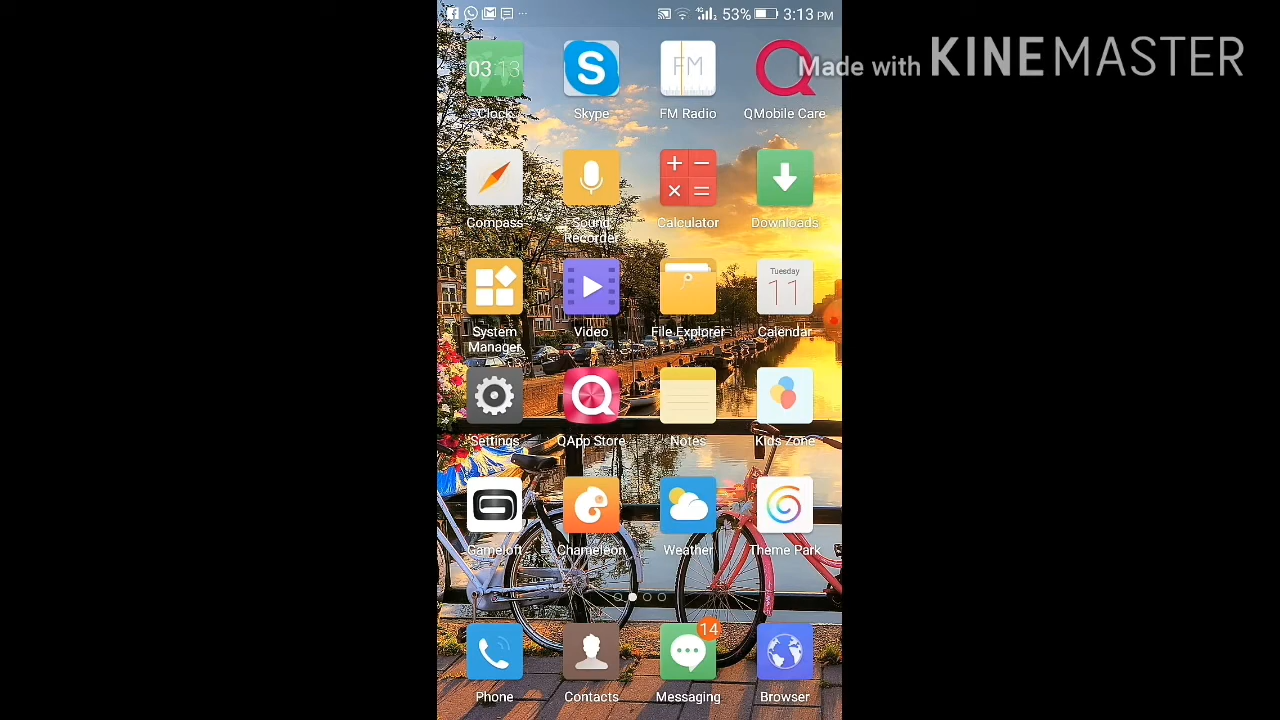 53% 3:13 PM
Made with KINEMASTER
03:13
FM
Clock Skype FM Radio QMobile Care
Compass Sound Recorder Calculator Downloads
Tuesday
11
System Manager Video File Explorer Calendar
Settings QApp Store Notes Kids Zone
Gameloft Chameleon Weather Theme Park
14
Phone Contacts Messaging Browser